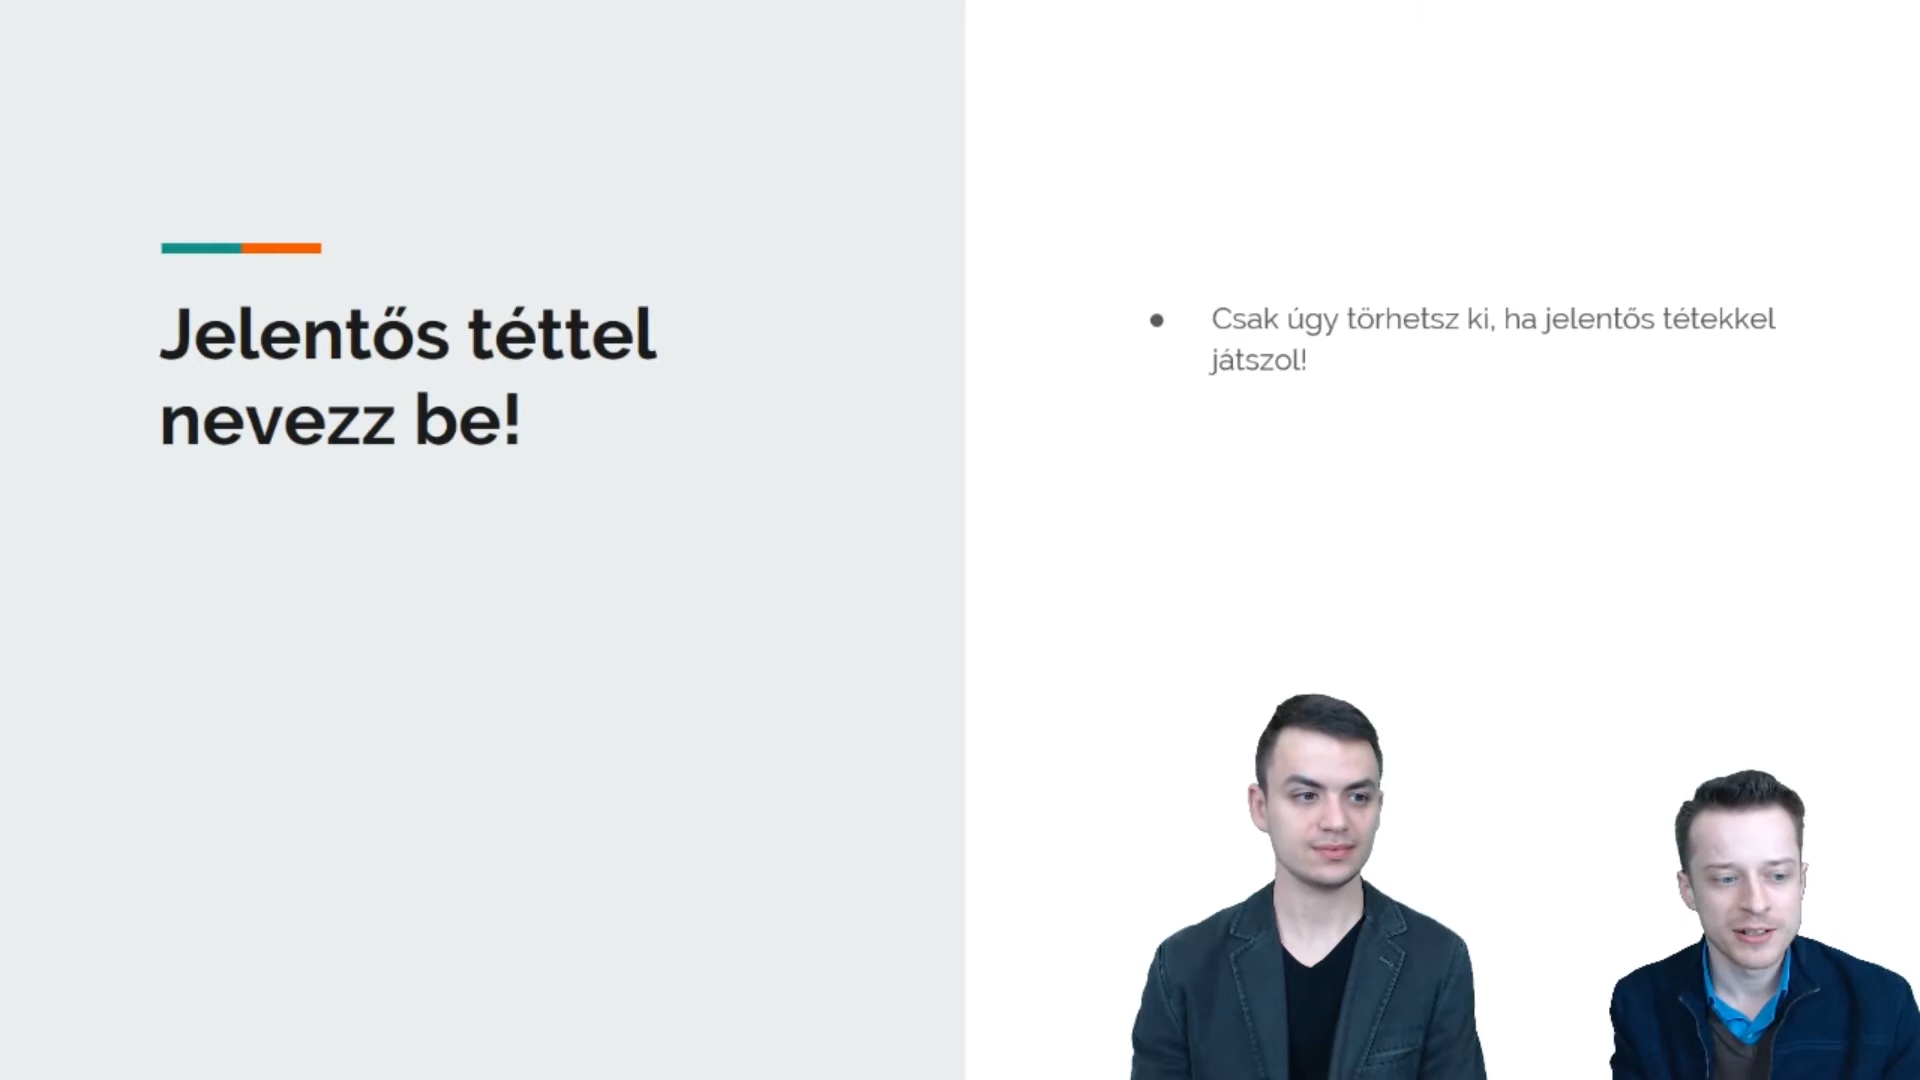 Jelentős téttel
nevezz be!
● Csak úgy törhetsz ki, ha jelentős tétekkel
játszol!